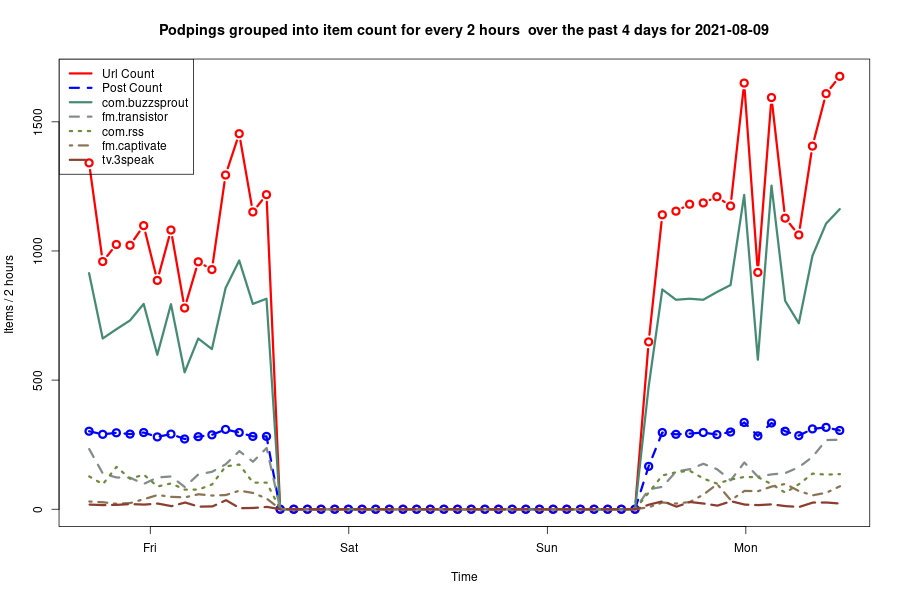 Podpings grouped into item count for every 2 hours  over the past 4 days for 2021-08-09
Url Count
Post Count
com.buzzsprout
fm.transistor
com.rss
fm.captivate
tv.3speak
Items / 2 hours
1500
1000
500
0
Fri
Sat
Sun
Mon
Time